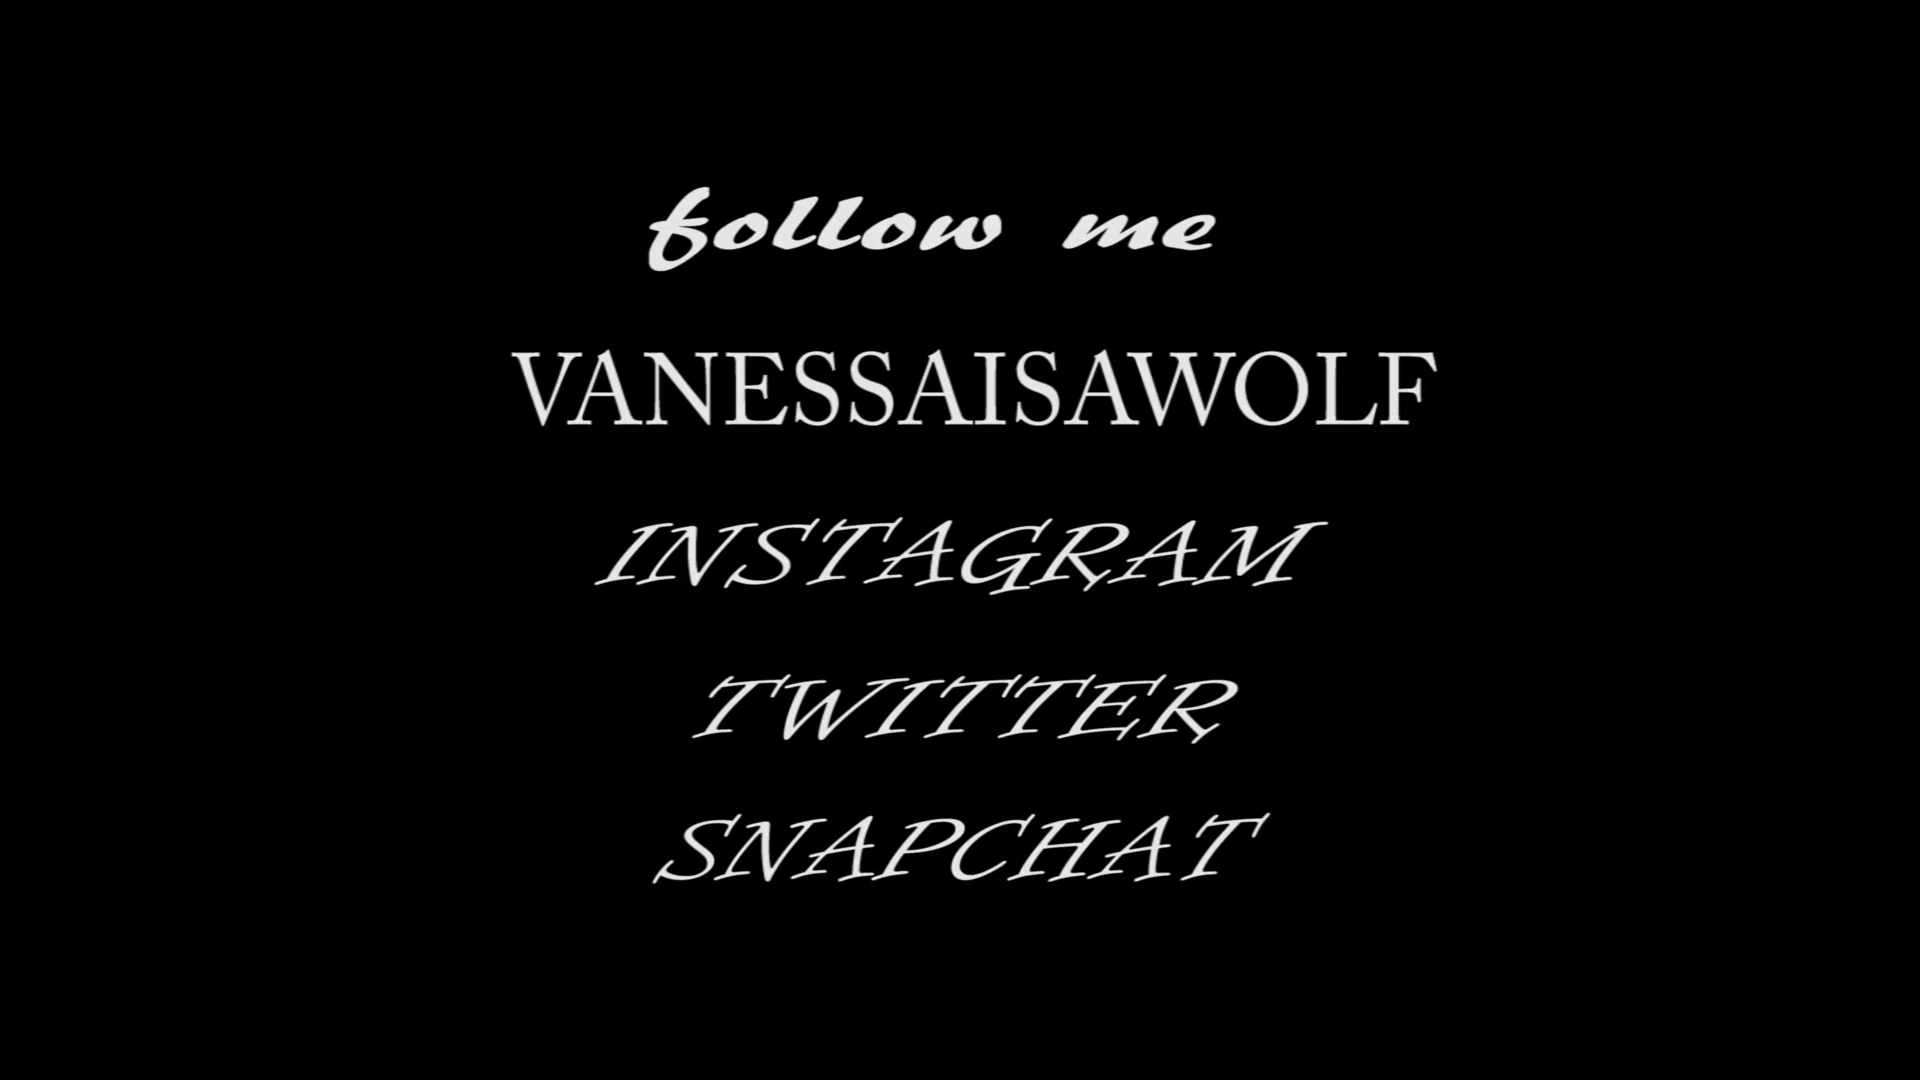 follow me
VANESSAISAWOLF
INSTAGRAM
TWITTER
SNAPCHAT